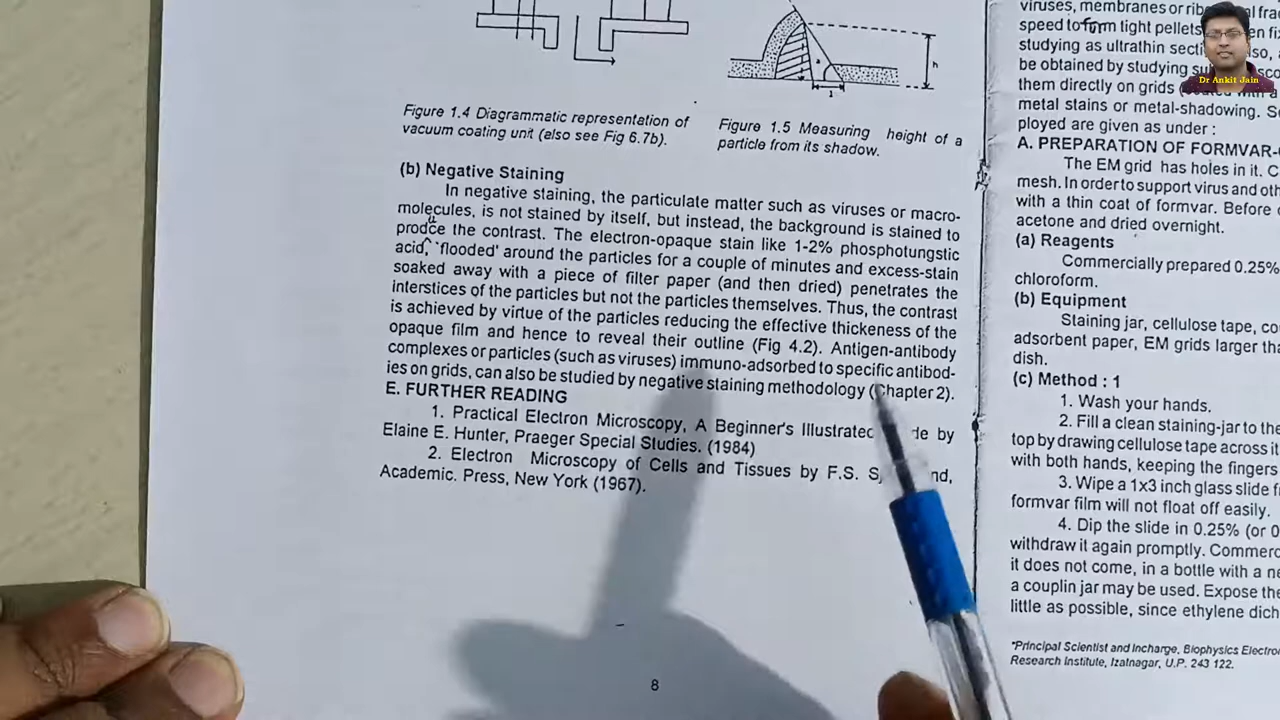 Figure 1.4 Diagrammatic representation of
vacuum coating unit (also see Fig 6.7b).
h
1
Figure 1.5 Measuring height of a
particle from its shadow.
(b) Negative Staining
In negative staining, the particulate matter such as viruses or macro-
molecules, is not stained by itself, but instead, the background is stained to
prodce the contrast. The electron-opaque stain like 1-2% phosphotungstic
acid, 'flooded' around the particles for a couple of minutes and excess-stain
soaked away with a piece of filter paper (and then dried) penetrates the
interstices of the particles but not the particles themselves. Thus, the contrast
is achieved by virtue of the particles reducing the effective thickness of the
opaque film and hence to reveal their outline (Fig 4.2). Antigen-antibody
complexes or particles (such as viruses) immuno-adsorbed to specific antibod-
ies on grids, can also be studied by negative staining methodology (Chapter 2).
E. FURTHER READING
1. Practical Electron Microscopy, A Beginner's Illustrated by
Elaine E. Hunter, Praeger Special Studies. (1984)
2. Electron Microscopy of Cells and Tissues by F.S.
Academic. Press, New York (1967).
8
viruses, membranes or
speed to form tight pellets
studying as ultrathin
be obtained by studying
them directly on grids
metal stains or metal-shadowing.
ployed are given as under :
A. PREPARATION OF FORMVAR-
The EM grid has holes in it.
mesh. In order to support virus and
with a thin coat of formvar. Before
acetone and dried overnight.
(a) Reagents
Commercially prepared 0.25%
chloroform.
(b) Equipment
Staining jar, cellulose tape,
adsorbent paper, EM grids larger
dish.
(c) Method : 1
1. Wash your hands.
2. Fill a clean staining-jar to the
top by drawing cellulose tape across it
with both hands, keeping the fingers
3. Wipe a 1x3 inch glass slide
formvar film will not float off easily.
4. Dip the slide in 0.25% (or
withdraw it again promptly.
it does not come, in a bottle with a
a couplin jar may be used. Expose the
little as possible, since ethylene
*Principal Scientist and Incharge, Biophysics
Research Institute, Izatnagar, U.P. 243 122.
Dr Ankit Jain